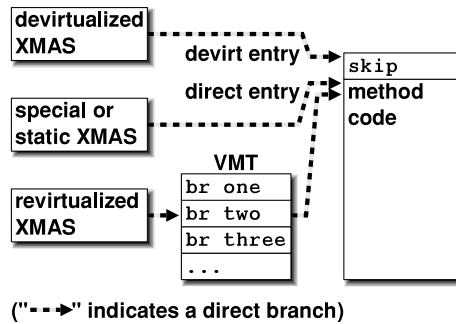 devirtualized
XMAS
devirt entry
skip
direct entry
method
code
special or
static XMAS
VMT
br one
revirtualized
XMAS
br two
br three
...
("---►" indicates a direct branch)